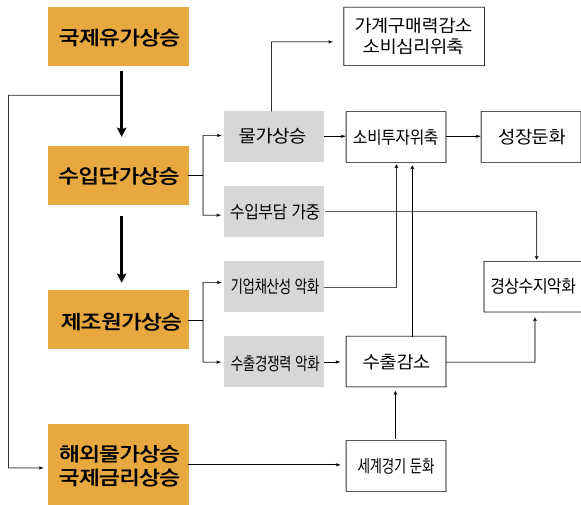 국제유가상승
가계구매력감소
소비심리위축
수입단가상승
물가상승
소비투자위축
성장둔화
수입부담 가중
제조원가상승
기업채산성 악화
경상수지악화
수출경쟁력 악화
수출감소
해외물가상승
국제금리상승
세계경기 둔화